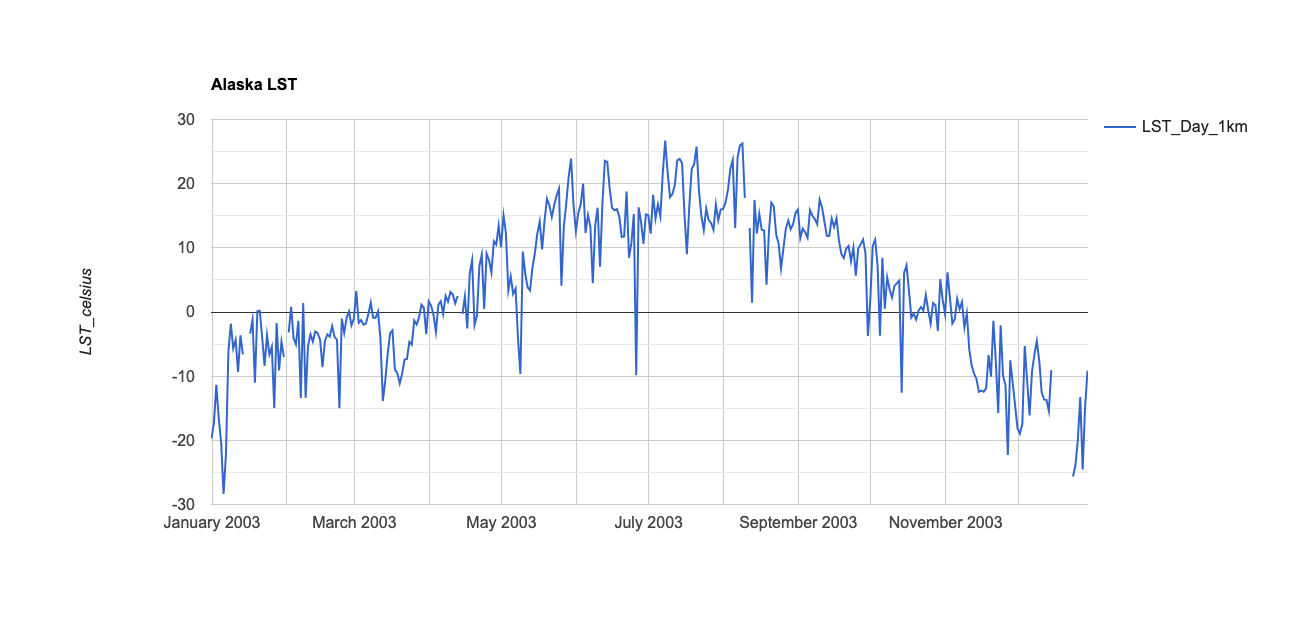 Alaska LST
LST_Day_1km
LST_celsius
30
20
10
0
-10
-20
-30
January 2003
March 2003
May 2003
July 2003
September 2003
November 2003